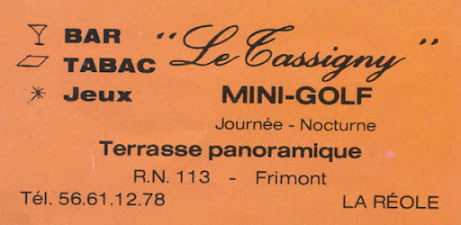 BAR "Le Tassigny"
TABAC
Jeux MINI-GOLF
Journée - Nocturne
Terrasse panoramique
R.N. 113 - Frimont
Tél. 56.61.12.78 LA RÉOLE